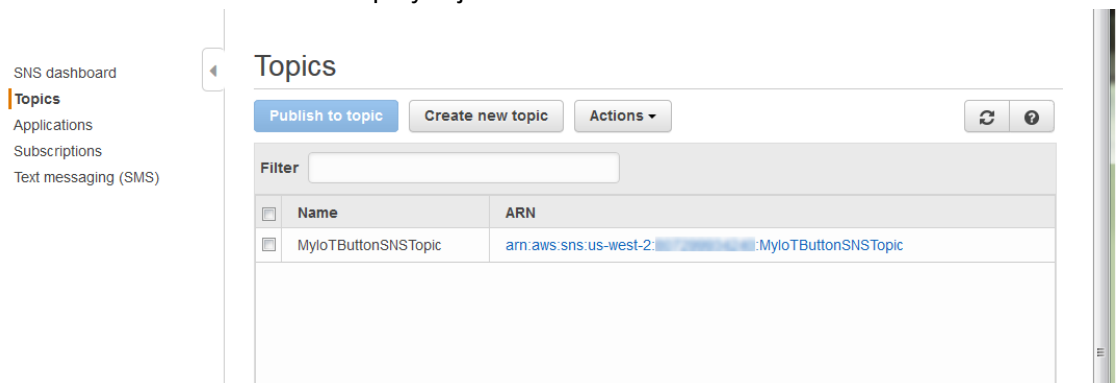 SNS dashboard
Topics
Applications
Subscriptions
Text messaging (SMS)
Topics
Publish to topic Create new topic Actions
Filter
Name ARN
MyIoTButtonSNSTopic arn:aws:sns:us-west-2: :MyIoTButtonSNSTopic